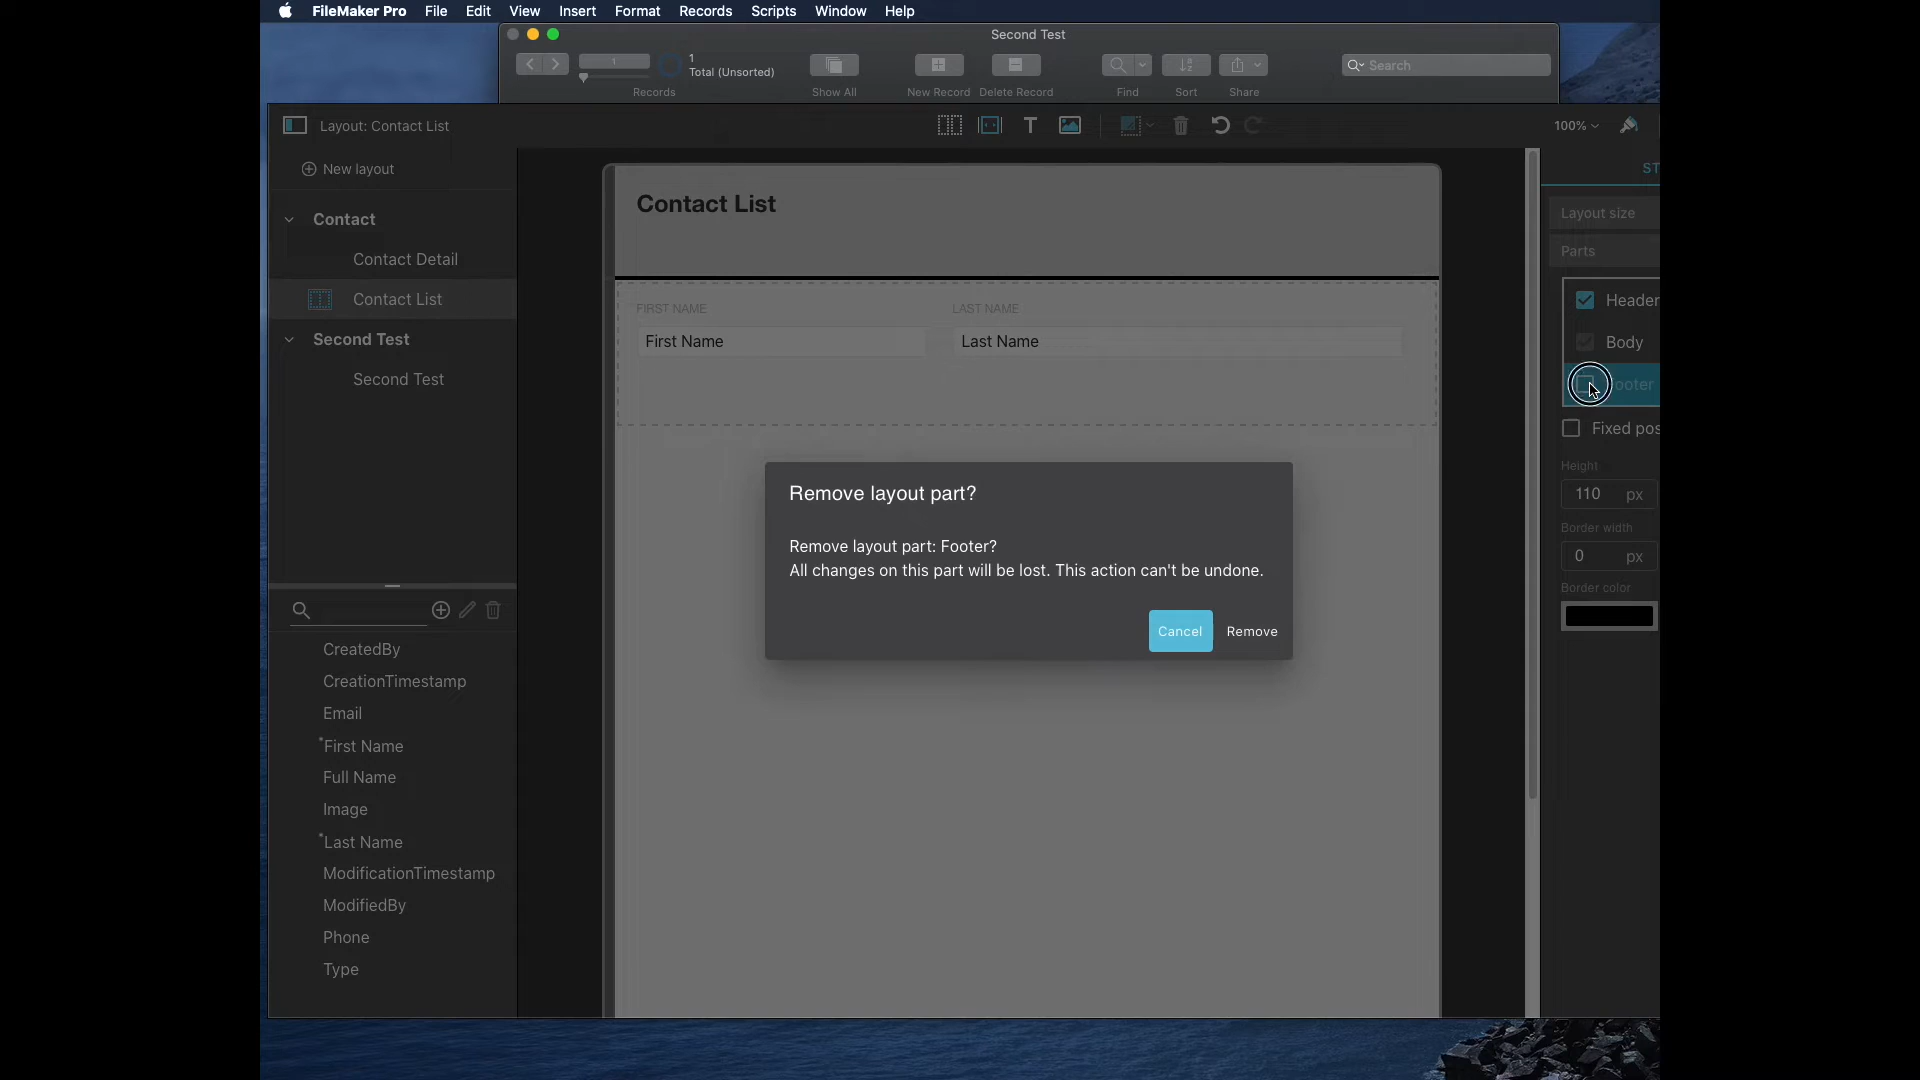 FileMaker Pro File Edit View Insert Format Records Scripts Window Help
Second Test
1
1
Total (Unsorted)
Search
Records Show All New Record Delete Record Find Sort Share
Layout: Contact List
T
100%
New layout
Contact
Contact Detail
Contact List
Second Test
Second Test
CreatedBy
CreationTimestamp
Email
*First Name
Full Name
Image
*Last Name
ModificationTimestamp
ModifiedBy
Phone
Type
Contact List
FIRST NAME LAST NAME
First Name Last Name
Remove layout part?
Remove layout part: Footer?
All changes on this part will be lost. This action can't be undone.
Cancel Remove
ST
Layout size
Parts
Header
Body
ooter
Fixed pos
Height
110 px
Border width
0 px
Border color